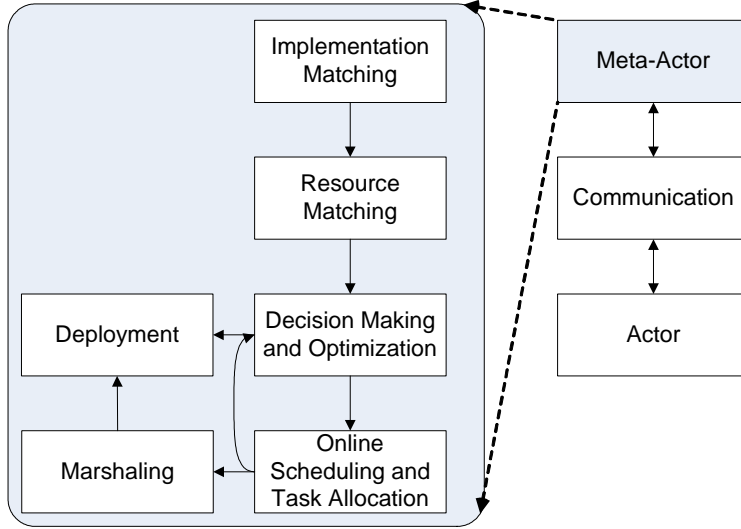 Implementation
Matching
Meta-Actor
Resource
Matching
Communication
Deployment
Decision Making
and Optimization
Actor
Marshaling
Online
Scheduling and
Task Allocation